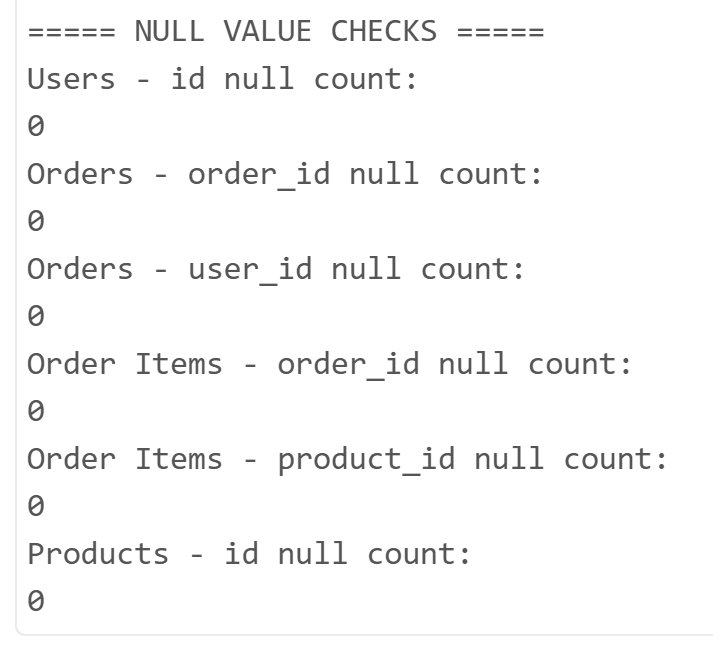 ===== NULL VALUE CHECKS =====
Users - id null count:
0
Orders - order_id null count:
0
Orders - user_id null count:
0
Order Items - order_id null count:
0
Order Items - product_id null count:
0
Products - id null count:
0